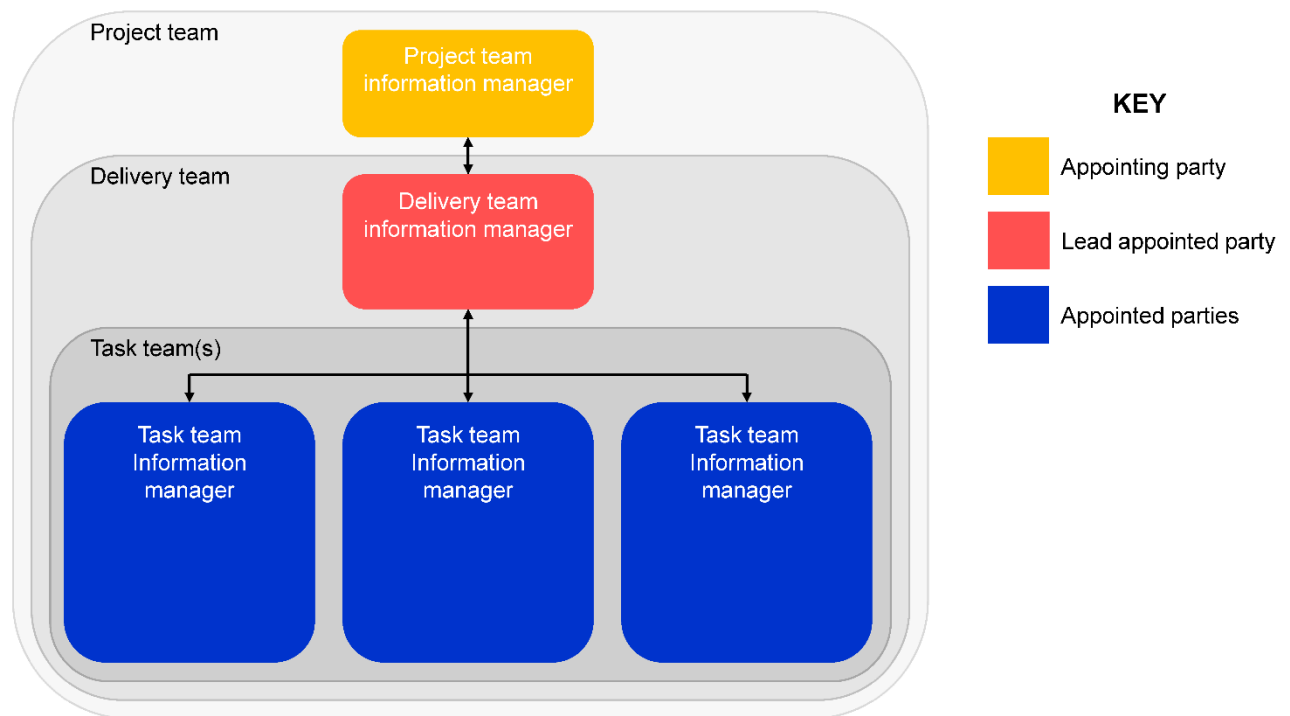 Project team
Project team
information manager
Delivery team
Delivery team
information manager
Task team(s)
Task team
Information
manager
Task team
Information
manager
Task team
Information
manager
KEY
Appointing party
Lead appointed party
Appointed parties